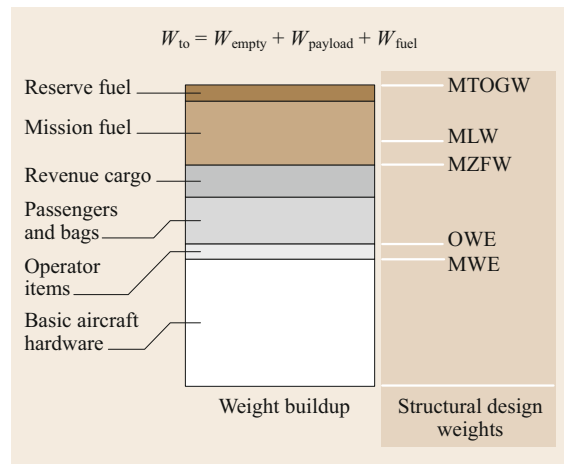 W_to = W_empty + W_payload + W_fuel
Reserve fuel
Mission fuel
Revenue cargo
Passengers
and bags
Operator
items
Basic aircraft
hardware
MTOGW
MLW
MZFW
OWE
MWE
Weight buildup
Structural design
weights